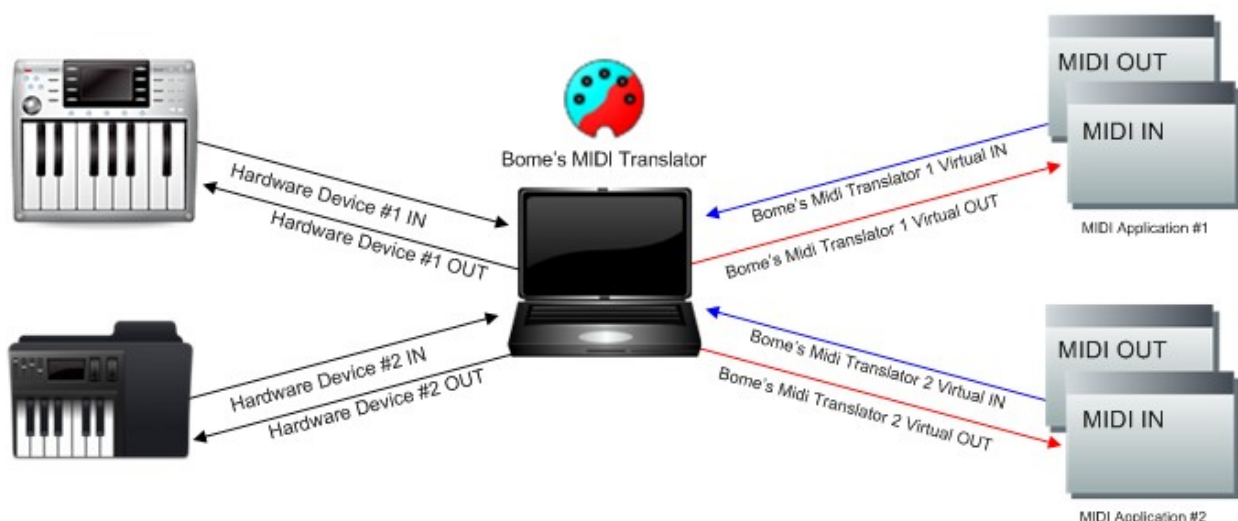 MIDI OUT
MIDI IN
MIDI Application #1
Bome's MIDI Translator
Hardware Device #1 IN
Hardware Device #1 OUT
Bome's Midi Translator 1 Virtual IN
Bome's Midi Translator 1 Virtual OUT
Hardware Device #2 IN
Hardware Device #2 OUT
Bome's Midi Translator 2 Virtual IN
Bome's Midi Translator 2 Virtual OUT
MIDI OUT
MIDI IN
MIDI Application #2